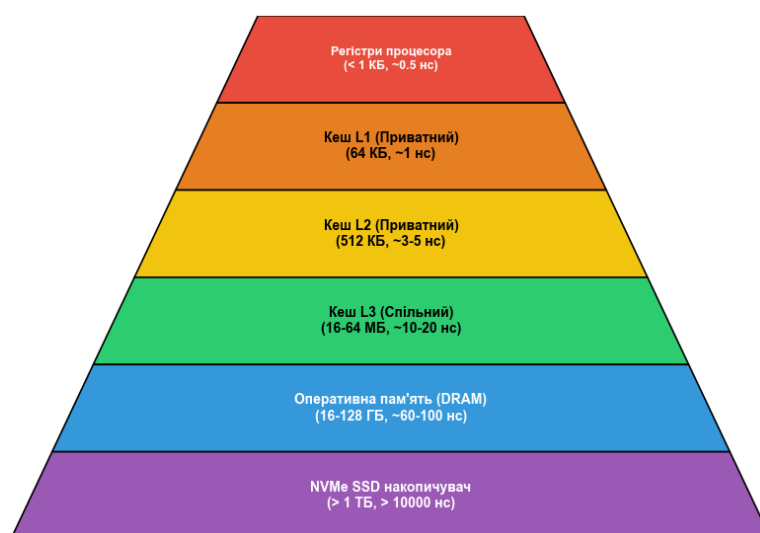 Регістри процесора
(< 1 КБ, ~0.5 нс)
Кеш L1 (Приватний)
(64 КБ, ~1 нс)
Кеш L2 (Приватний)
(512 КБ, ~3-5 нс)
Кеш L3 (Спільний)
(16-64 МБ, ~10-20 нс)
Оперативна пам'ять (DRAM)
(16-128 ГБ, ~60-100 нс)
NVMe SSD накопичувач
(> 1 ТБ, > 10000 нс)